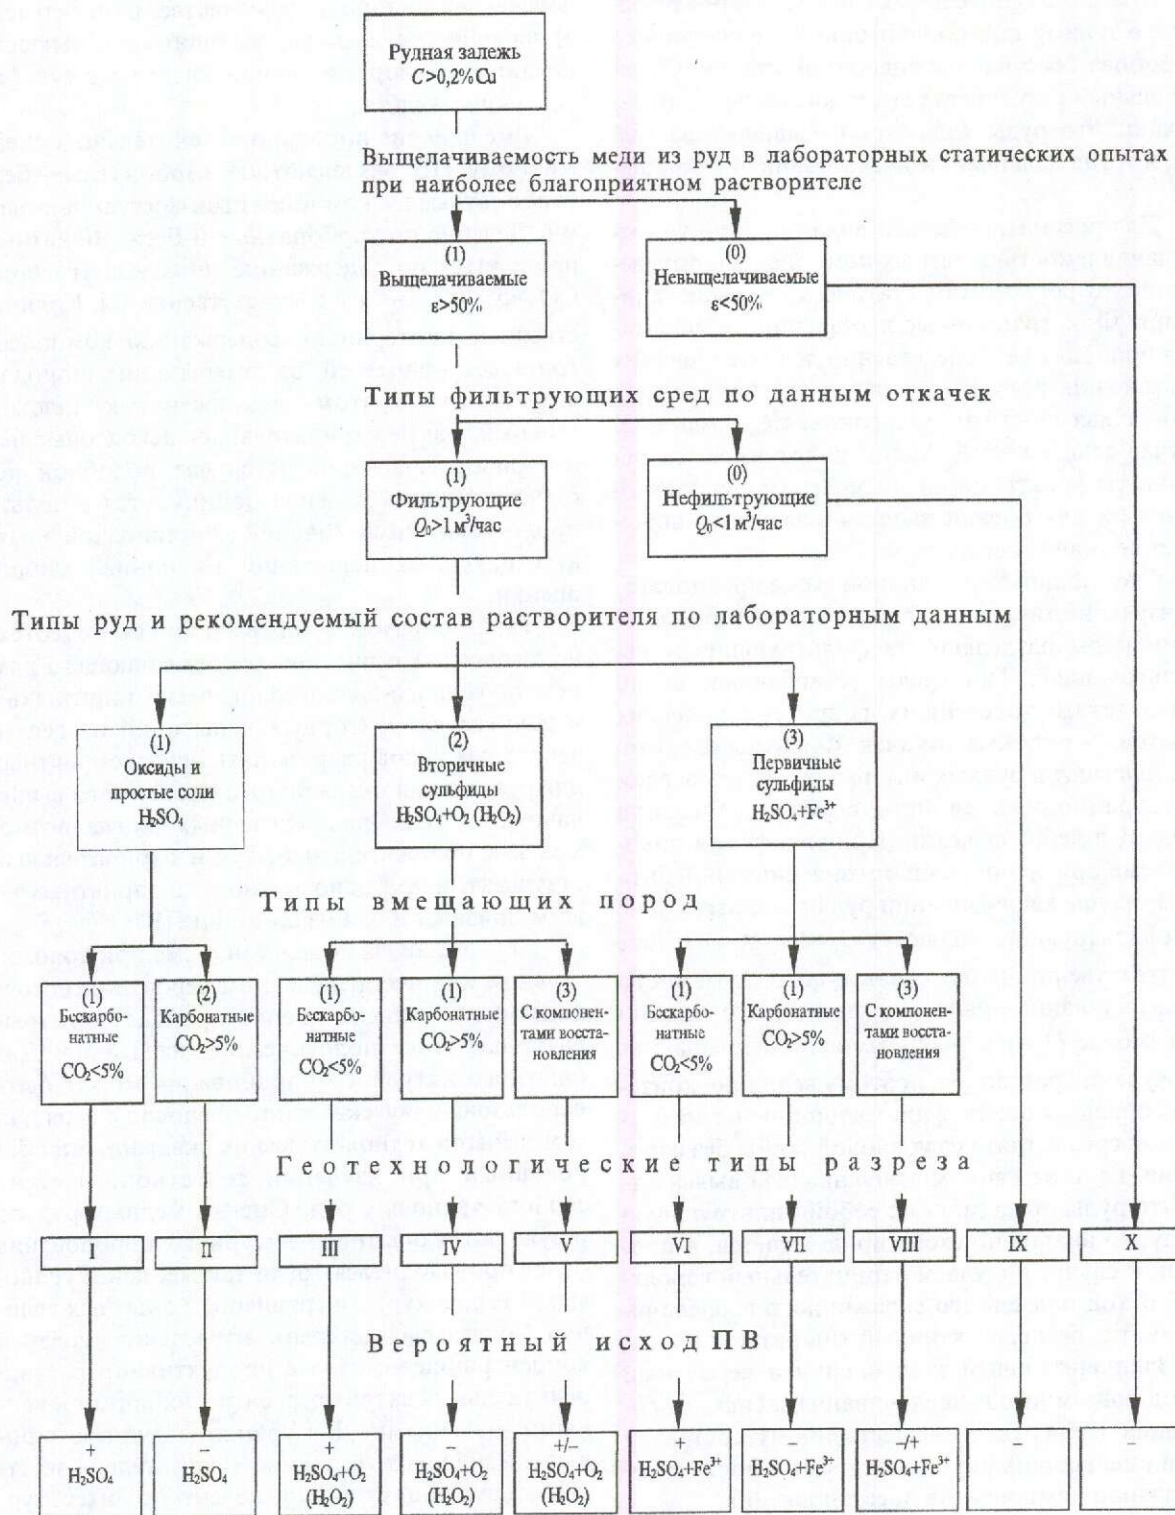 Рудная залежь
C>0,2% Cu
Выщелачиваемость меди из руд в лабораторных статических опытах
при наиболее благоприятном растворителе
(1)
Выщелачиваемые
ε>50%
(0)
Невыщелачиваемые
ε<50%
Типы фильтрующих сред по данным откачек
(1)
Фильтрующие
Q₀>1 м³/час
(0)
Нефильтрующие
Q₀<1 м³/час
Типы руд и рекомендуемый состав растворителя по лабораторным данным
(1)
Оксиды и
простые соли
H₂SO₄
(2)
Вторичные
сульфиды
H₂SO₄+O₂ (H₂O₂)
(3)
Первичные
сульфиды
H₂SO₄+Fe³⁺
Типы вмещающих пород
(1)
Бескарбо-
натные
CO₂<5%
(2)
Карбонатные
CO₂>5%
(1)
Бескарбо-
натные
CO₂<5%
(1)
Карбонатные
CO₂>5%
(3)
С компонен-
тами восста-
новления
(1)
Бескарбо-
натные
CO₂<5%
(1)
Карбонатные
CO₂>5%
(3)
С компонен-
тами восста-
новления
Геотехнологические типы разреза
I
II
III
IV
V
VI
VII
VIII
IX
X
Вероятный исход ПВ
+
H₂SO₄
–
H₂SO₄
+
H₂SO₄+O₂
(H₂O₂)
–
H₂SO₄+O₂
(H₂O₂)
+/–
H₂SO₄+O₂
(H₂O₂)
+
H₂SO₄+Fe³⁺
–
H₂SO₄+Fe³⁺
–/+
H₂SO₄+Fe³⁺
–
–